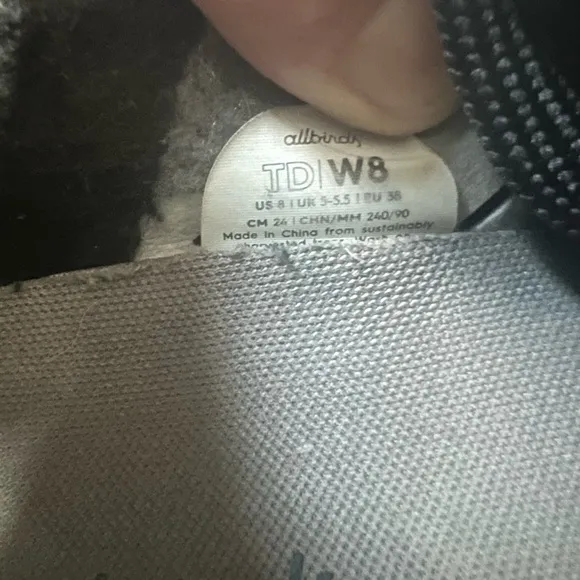 allbirds
TD | W8
US 8 | UK 5-5.5 | EU 38
CM 24 | CHN/MM 240/90
Made in China from sustainably
harvested